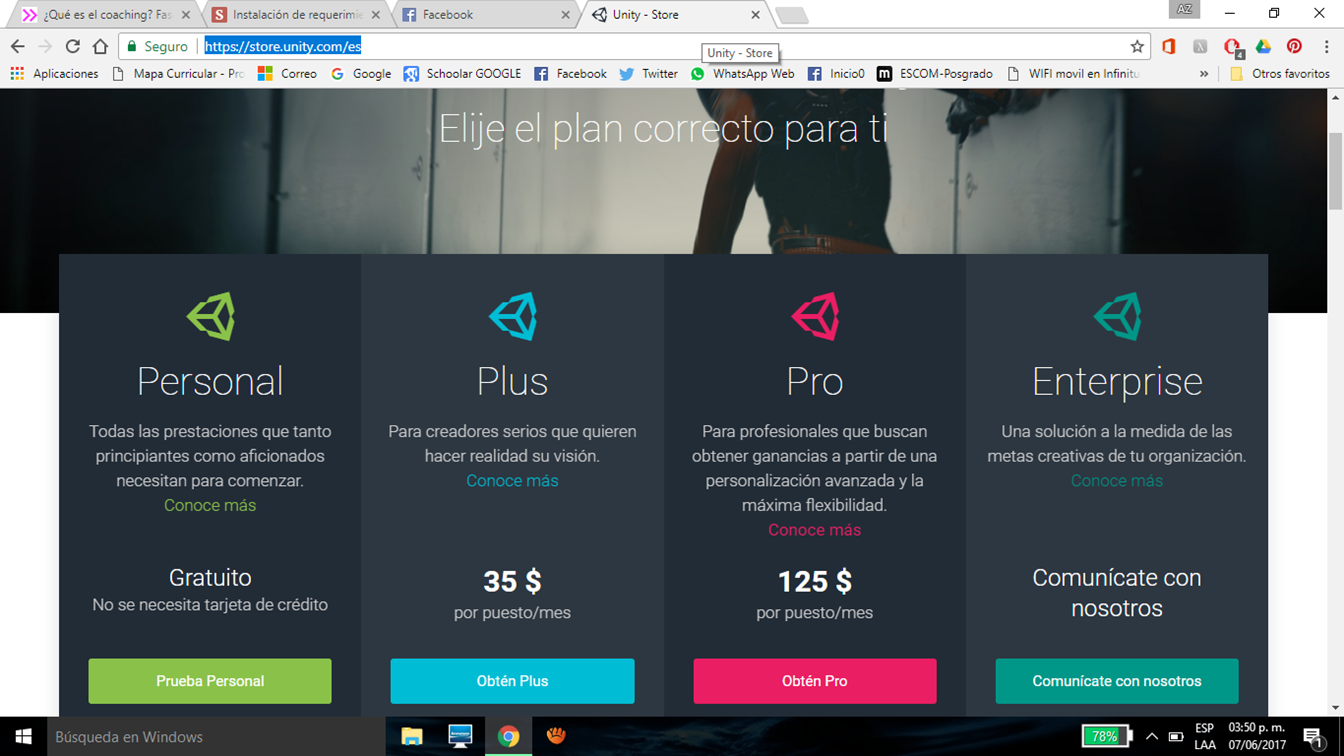 ¿Qué es el coaching? Fas
Instalación de requerimie
Facebook
Unity - Store
AZ
Seguro
https://store.unity.com/es
4
Unity - Store
Aplicaciones
Mapa Curricular - Pro
Correo
Google
Schoolar GOOGLE
Facebook
Twitter
WhatsApp Web
Inicio0
ESCOM-Posgrado
WIFI movil en Infinitu
»
Otros favoritos
Elije el plan correcto para ti
Personal
Todas las prestaciones que tanto
principiantes como aficionados
necesitan para comenzar.
Conoce más
Gratuito
No se necesita tarjeta de crédito
Prueba Personal
Plus
Para creadores serios que quieren
hacer realidad su visión.
Conoce más
35 $
por puesto/mes
Obtén Plus
Pro
Para profesionales que buscan
obtener ganancias a partir de una
personalización avanzada y la
máxima flexibilidad.
Conoce más
125 $
por puesto/mes
Obtén Pro
Enterprise
Una solución a la medida de las
metas creativas de tu organización.
Conoce más
Comunícate con
nosotros
Comunícate con nosotros
Búsqueda en Windows
78%
ESP
LAA
03:50 p. m.
07/06/2017
1